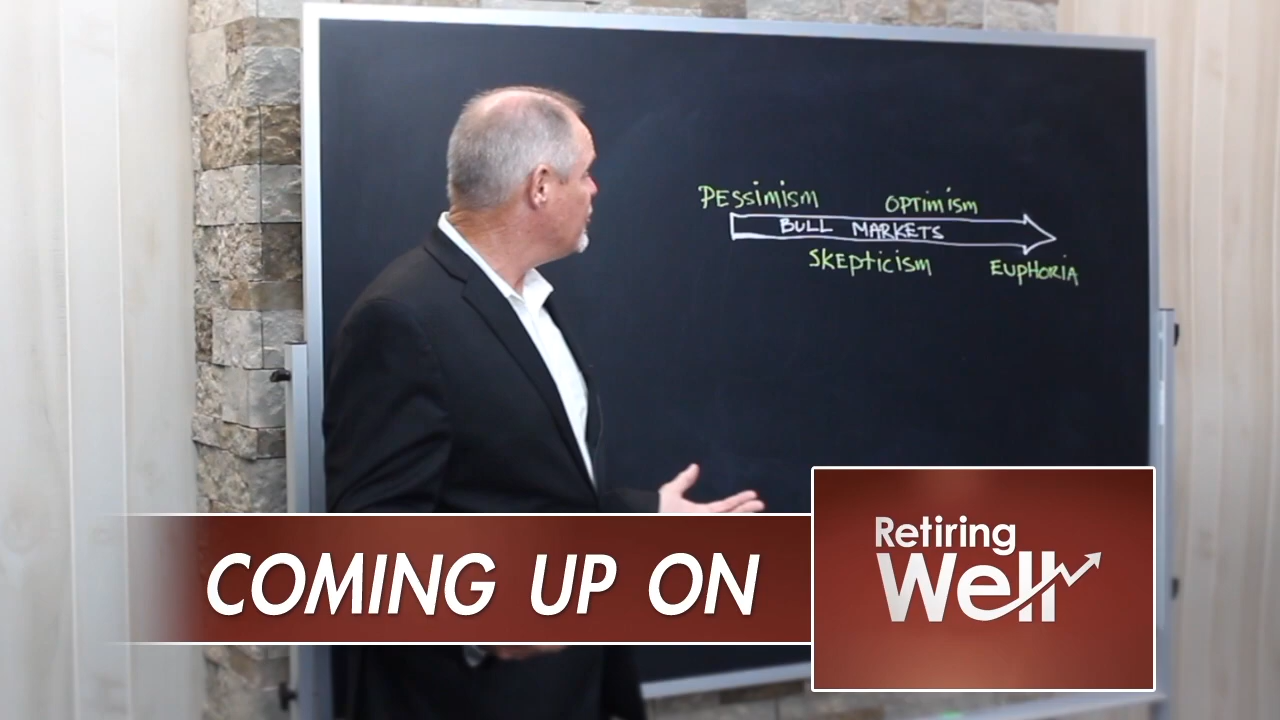 PESSIMISM OPTIMISM
BULL MARKETS
SKEPTICISM EUPHORIA
COMING UP ON
Retiring
Well